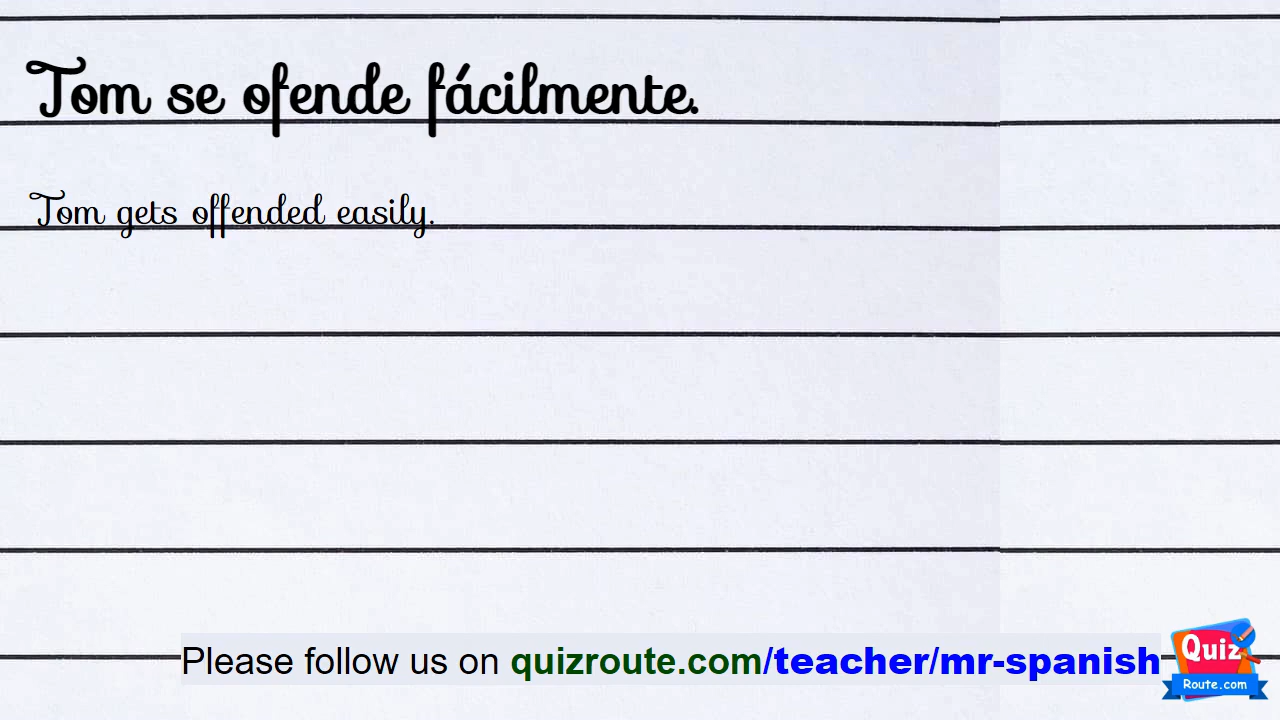 Tom se ofende fácilmente.
Tom gets offended easily.
Please follow us on quizroute.com/teacher/mr-spanish
Quiz
Route.com